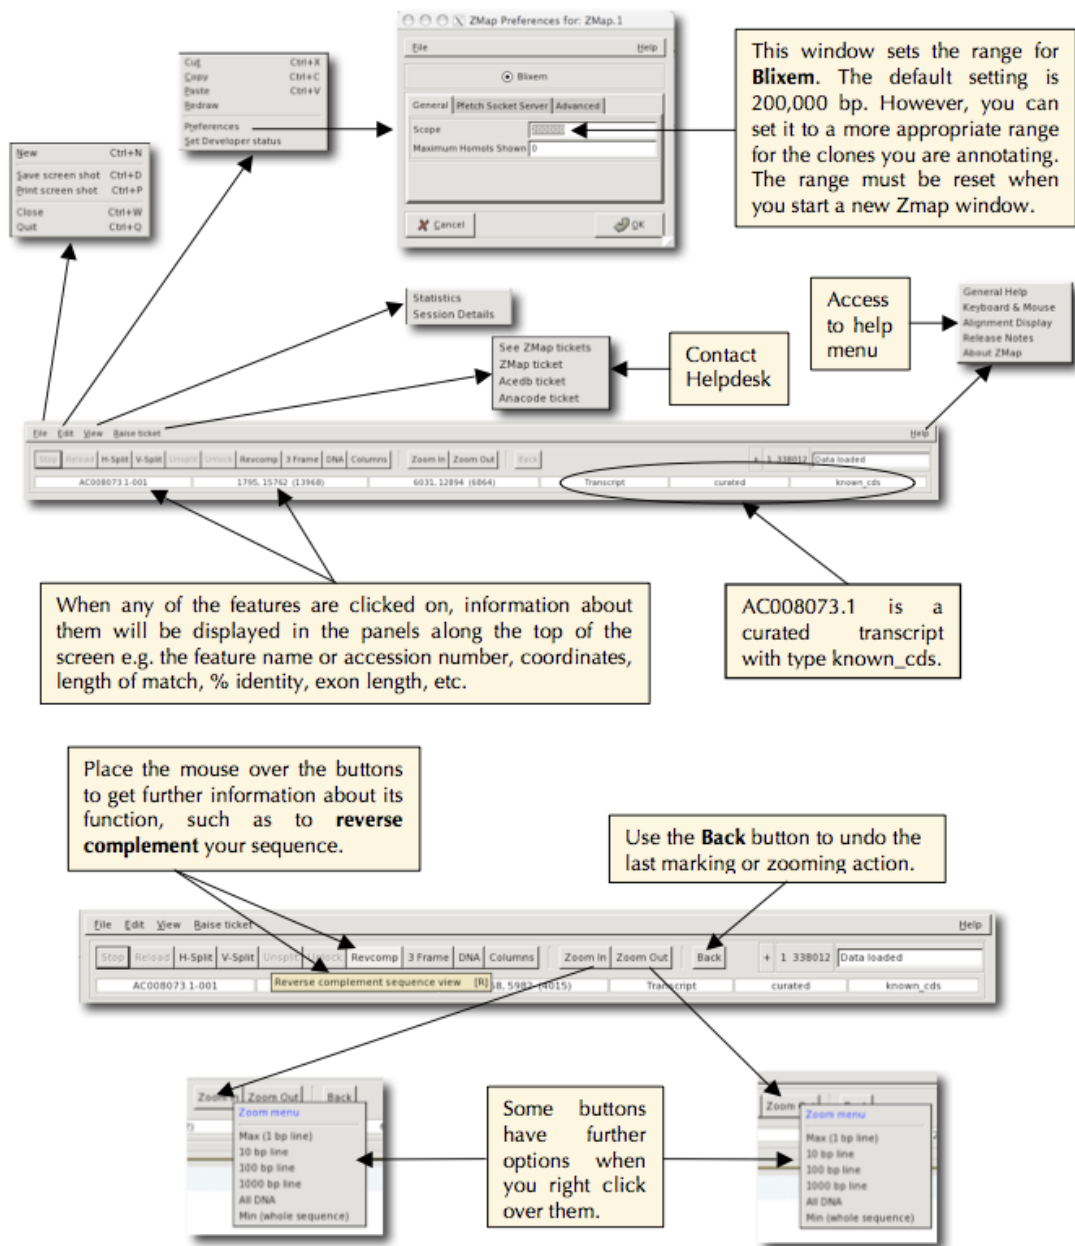 ZMap Preferences for: ZMap.1
File Help
Blixem
General Pfetch Socket Server Advanced
Scope
Maximum Homols Shown 0
Cancel OK
This window sets the range for
Blixem. The default setting is
200,000 bp. However, you can
set it to a more appropriate range
for the clones you are annotating.
The range must be reset when
you start a new Zmap window.
Cut Ctrl+X
Copy Ctrl+C
Paste Ctrl+V
Redraw
Preferences
Set Developer status
New Ctrl+N
Save screen shot Ctrl+D
Print screen shot Ctrl+P
Close Ctrl+W
Quit Ctrl+Q
Statistics
Session Details
See ZMap tickets
ZMap ticket
Acedb ticket
Anacode ticket
Contact
Helpdesk
Access
to help
menu
General Help
Keyboard & Mouse
Alignment Display
Release Notes
About ZMap
File Edit View Raise ticket Help
Stop Reload H-Split V-Split Unsplit Unlock Revcomp 3 Frame DNA Columns Zoom In Zoom Out Back + 1 338012 Data loaded
AC008073.1-001 1795, 15762 (13968) 6031, 12894 (6864) Transcript curated known_cds
When any of the features are clicked on, information about
them will be displayed in the panels along the top of the
screen e.g. the feature name or accession number, coordinates,
length of match, % identity, exon length, etc.
AC008073.1 is a
curated transcript
with type known_cds.
Place the mouse over the buttons
to get further information about its
function, such as to reverse
complement your sequence.
Use the Back button to undo the
last marking or zooming action.
File Edit View Raise ticket Help
Stop Reload H-Split V-Split Unsplit Unlock Revcomp 3 Frame DNA Columns Zoom In Zoom Out Back + 1 338012 Data loaded
AC008073.1-001 Reverse complement sequence view [R] 68, 5982 (4015) Transcript curated known_cds
Zoom In Zoom Out Back
Zoom menu
Max (1 bp line)
10 bp line
100 bp line
1000 bp line
All DNA
Min (whole sequence)
Some buttons
have further
options when
you right click
over them.
Zoom menu
Max (1 bp line)
10 bp line
100 bp line
1000 bp line
All DNA
Min (whole sequence)